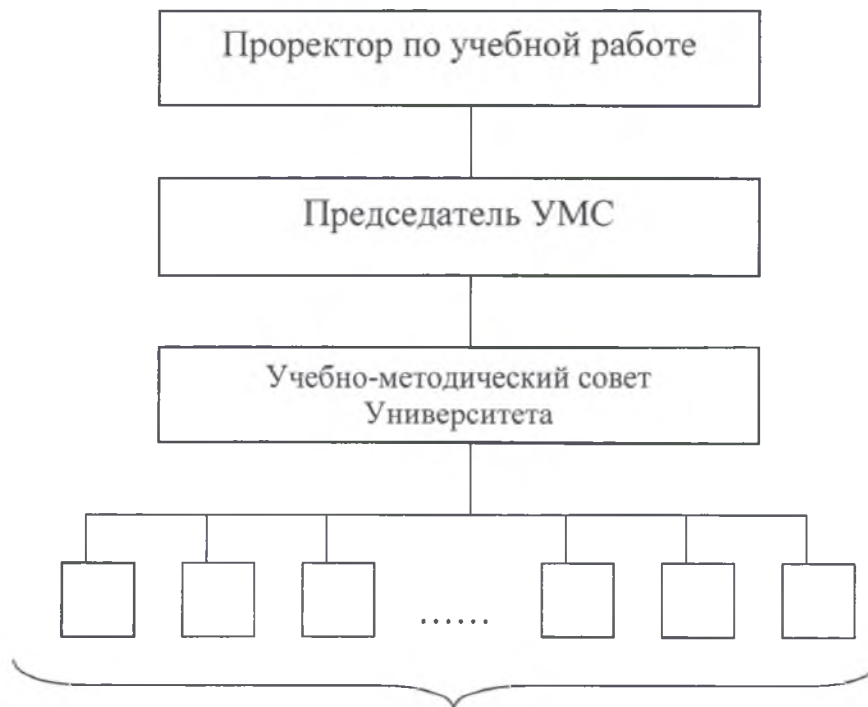 Проректор по учебной работе
Председатель УМС
Учебно-методический совет
Университета
......